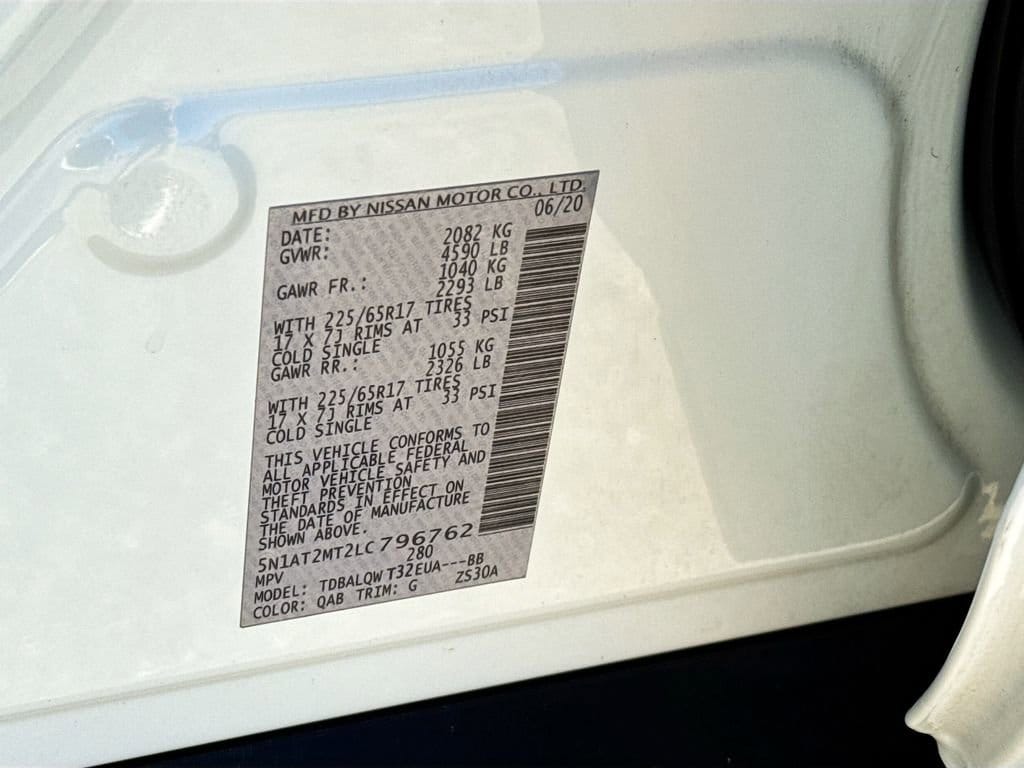 MFD BY NISSAN MOTOR CO., LTD.
DATE: 06/20
GVWR: 2082 KG
4590 LB
GAWR FR.: 1040 KG
2293 LB
WITH 225/65R17 TIRES
17 X 7J RIMS AT 33 PSI
COLD SINGLE
GAWR RR.: 1055 KG
2326 LB
WITH 225/65R17 TIRES
17 X 7J RIMS AT 33 PSI
COLD SINGLE
THIS VEHICLE CONFORMS TO
ALL APPLICABLE FEDERAL
MOTOR VEHICLE SAFETY AND
THEFT PREVENTION
STANDARDS IN EFFECT ON
THE DATE OF MANUFACTURE
SHOWN ABOVE.
5N1AT2MT2LC796762
MPV 280
MODEL: TDBALQWT32EUA---BB
COLOR: QAB TRIM: G ZS30A